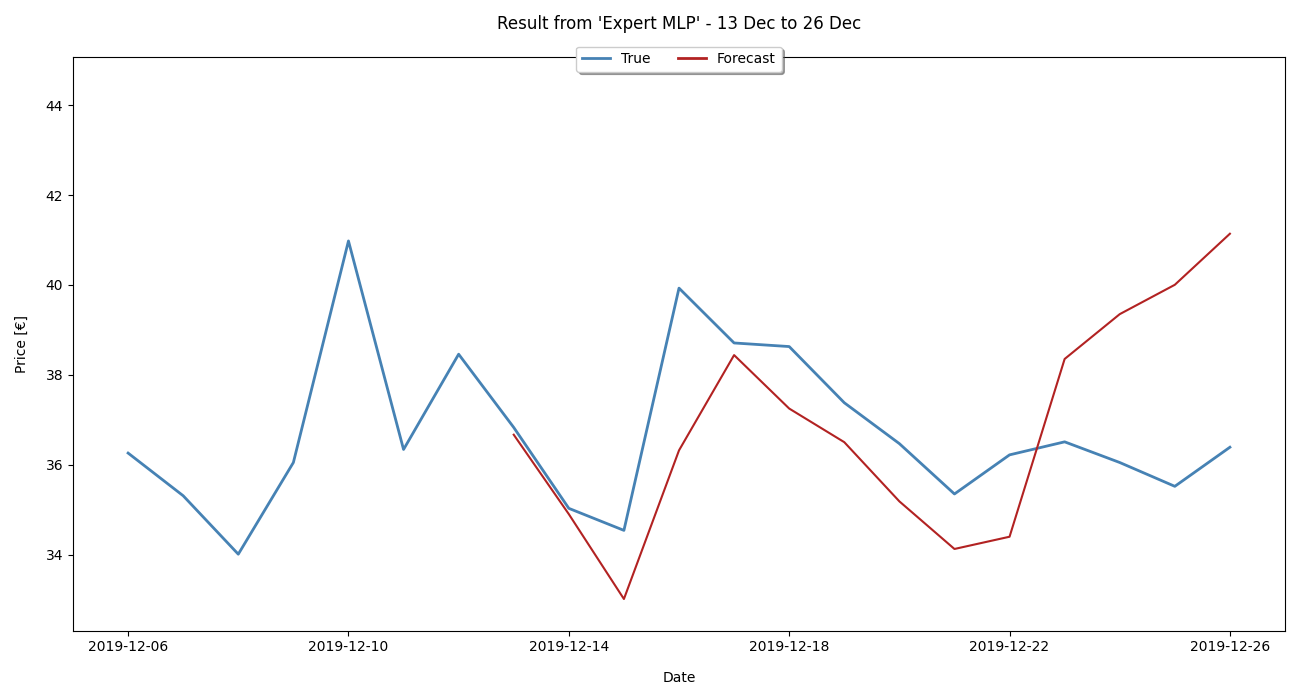 Result from 'Expert MLP' - 13 Dec to 26 Dec
True Forecast
44
42
40
38
36
34
Price [€]
2019-12-06 2019-12-10 2019-12-14 2019-12-18 2019-12-22 2019-12-26
Date